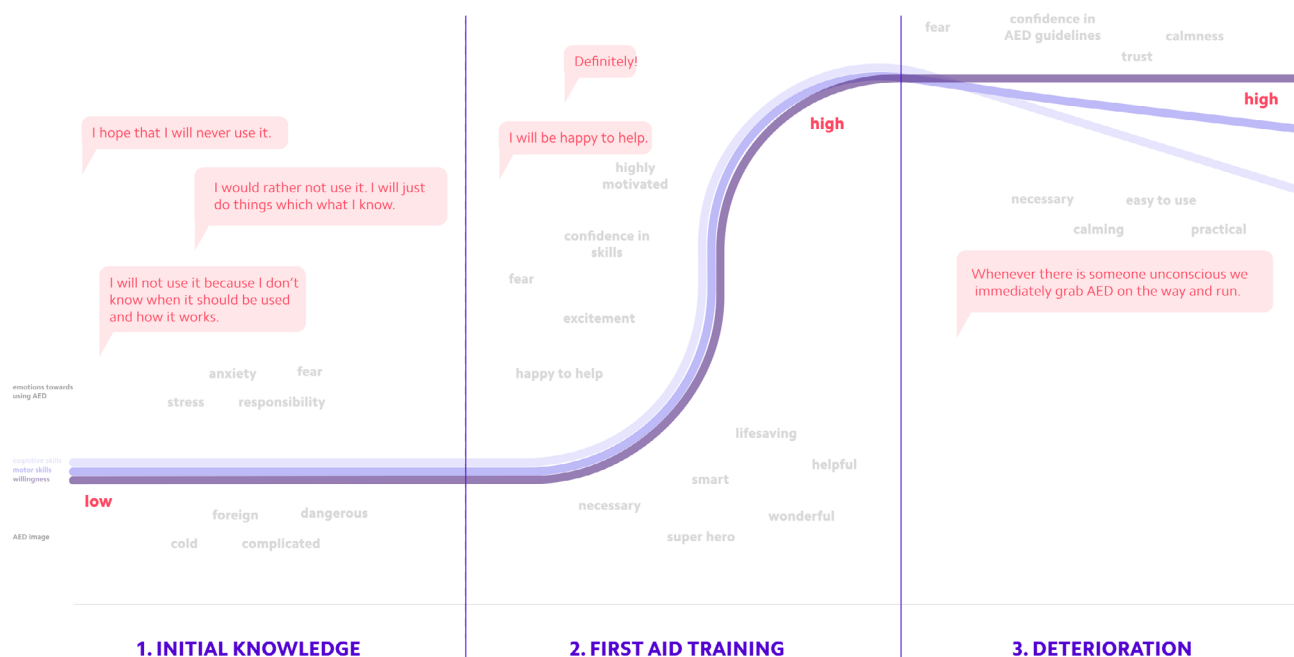 I hope that I will never use it.
I would rather not use it. I will just
do things which what I know.
I will not use it because I don't
know when it should be used
and how it works.
emotions towards
using AED
anxiety
fear
stress
responsibility
cognitive skills
motor skills
willingness
low
AED image
foreign
dangerous
cold
complicated
1. INITIAL KNOWLEDGE
Definitely!
I will be happy to help.
highly
motivated
confidence in
skills
fear
excitement
happy to help
high
lifesaving
helpful
smart
necessary
wonderful
super hero
2. FIRST AID TRAINING
fear
confidence in
AED guidelines
calmness
trust
high
necessary
easy to use
calming
practical
Whenever there is someone unconscious we
immediately grab AED on the way and run.
3. DETERIORATION